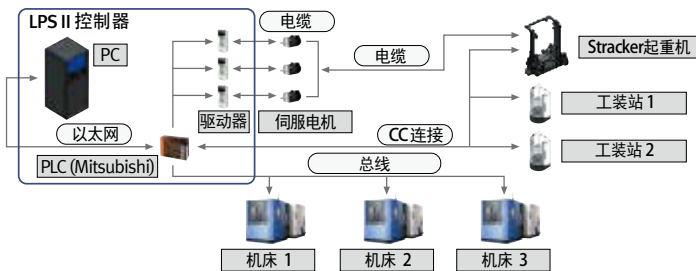 LPS II 控制器
电缆
PC
电缆
Stracker起重机
以太网
驱动器
伺服电机
工装站 1
CC 连接
PLC (Mitsubishi)
工装站 2
总线
机床 1
机床 2
机床 3